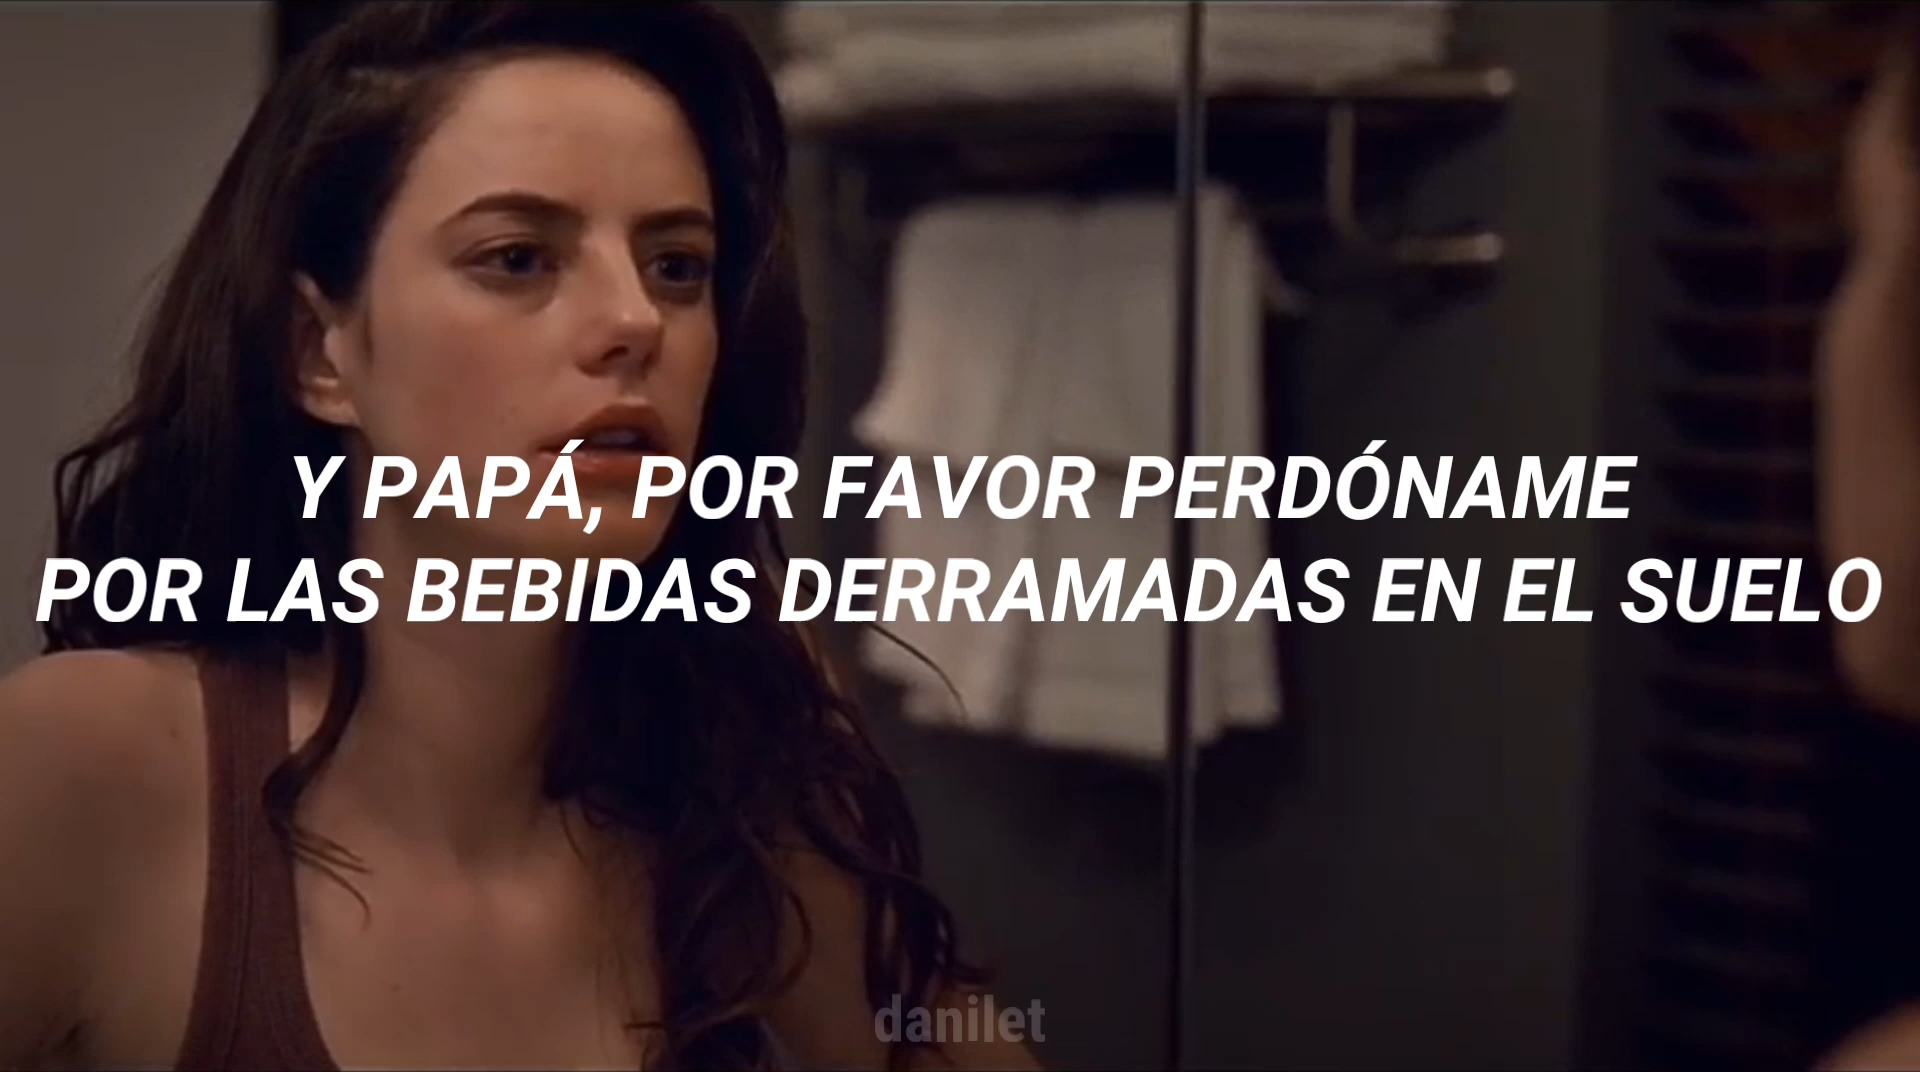 Y PAPÁ, POR FAVOR PERDÓNAME
POR LAS BEBIDAS DERRAMADAS EN EL SUELO
danilet